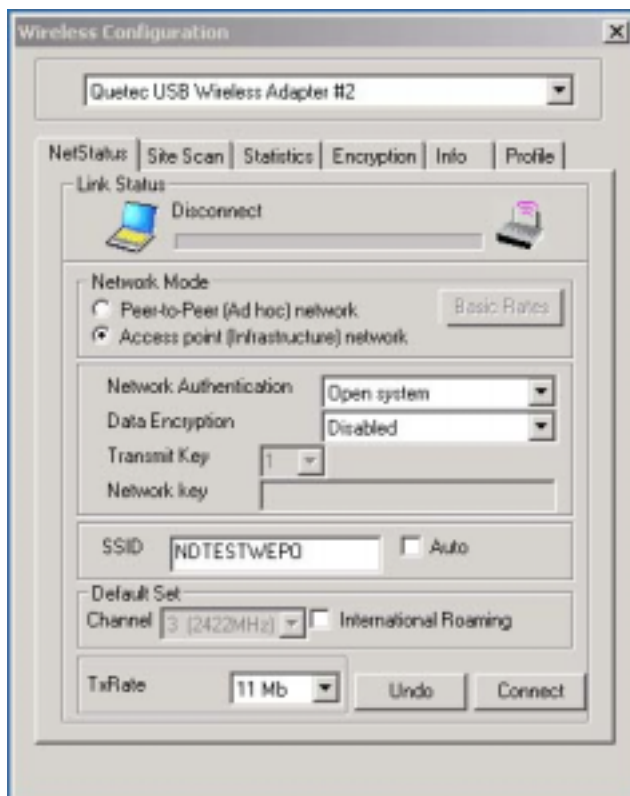 Wireless Configuration
Quetec USB Wireless Adapter #2
NetStatus Site Scan Statistics Encryption Info Profile
Link Status
Disconnect
Network Mode
Peer-to-Peer (Ad hoc) network
Basic Rates
Access point (Infrastructure) network
Network Authentication Open system
Data Encryption Disabled
Transmit Key 1
Network key
SSID NDTESTWEP0 Auto
Default Set
Channel 3 (2422MHz) International Roaming
TxRate 11 Mb Undo Connect